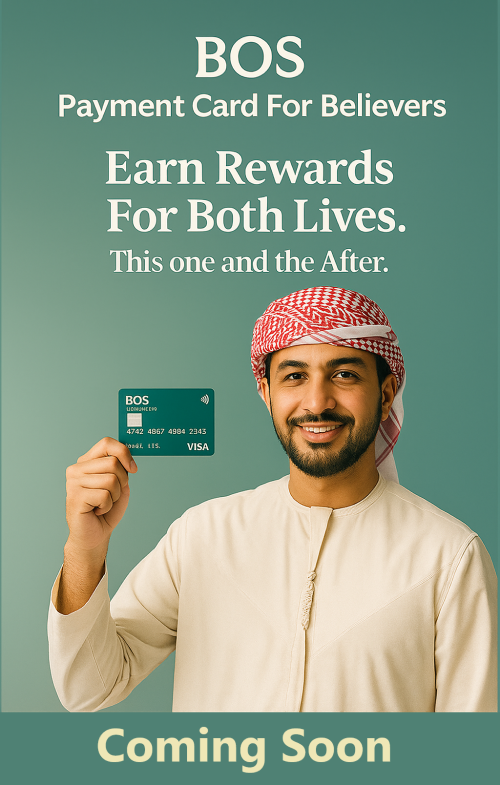 BOS
Payment Card For Believers
Earn Rewards
For Both Lives.
This one and the After.
BOS
4742 4867 4984 2343
VISA
Coming Soon